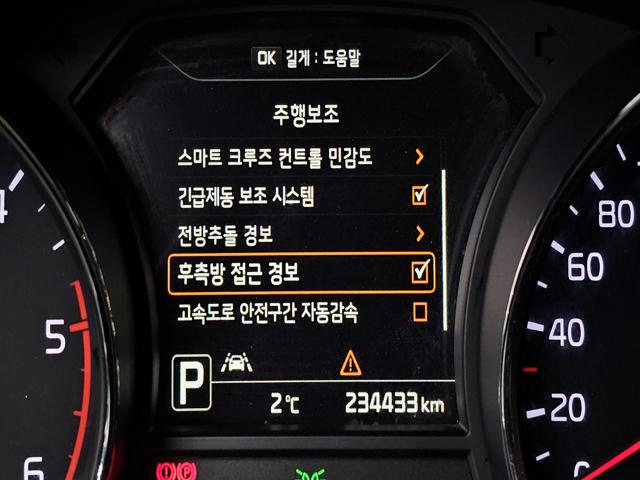 OK 길게 : 도움말
주행보조
스마트 크루즈 컨트롤 민감도
긴급제동 보조 시스템
전방추돌 경보
후측방 접근 경보
고속도로 안전구간 자동감속
P
2℃ 234433 km
4
5
6
80
60
40
20
0